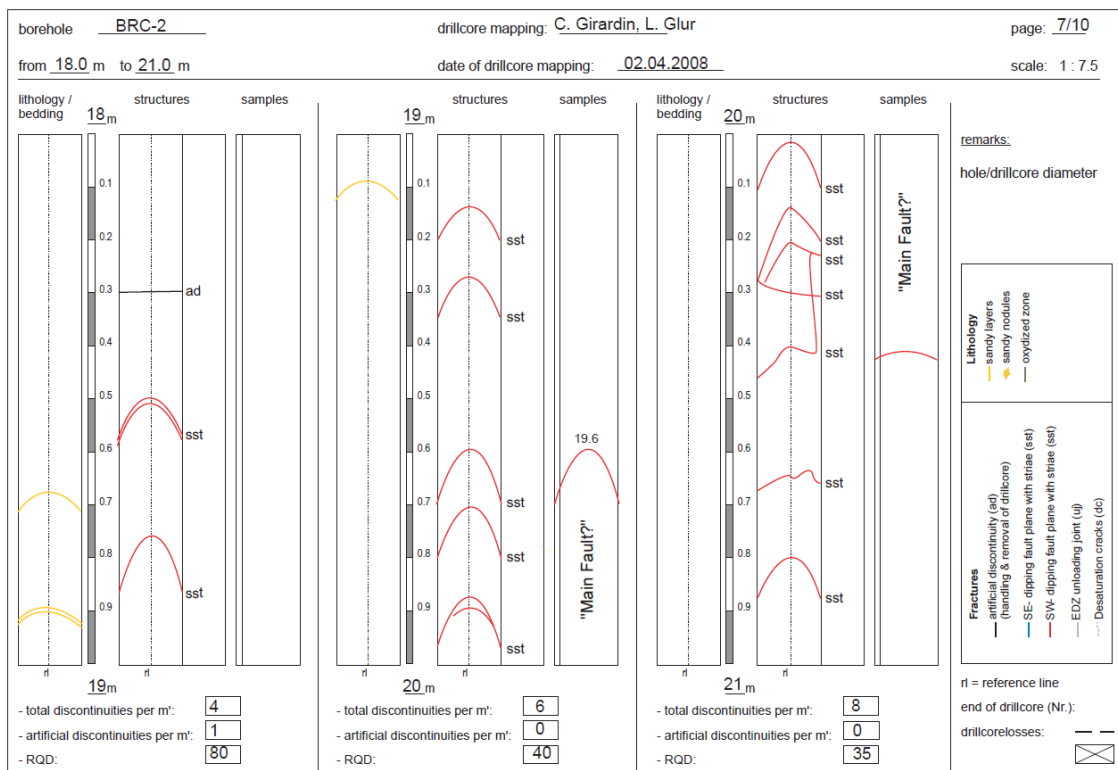 borehole BRC-2 drillcore mapping: C. Girardin, L. Glur page: 7/10
from 18.0 m to 21.0 m date of drillcore mapping: 02.04.2008 scale: 1 : 7.5
lithology / bedding structures samples
18 m
0.1
0.2
0.3 ad
0.4
0.5
sst
0.6
0.7
0.8
sst
0.9
rl rl
19 m
- total discontinuities per m': 4
- artificial discontinuities per m': 1
- RQD: 80
structures samples
19 m
0.1
0.2 sst
0.3
sst
0.4
0.5
19.6
0.6
0.7 sst
0.8 sst
"Main Fault?"
0.9
sst
rl rl
20 m
- total discontinuities per m': 6
- artificial discontinuities per m': 0
- RQD: 40
lithology / bedding structures samples
20 m
0.1 sst
"Main Fault?"
0.2 sst
sst
0.3 sst
0.4 sst
0.5
0.6
sst
0.7
0.8
sst
0.9
rl rl
21 m
- total discontinuities per m': 8
- artificial discontinuities per m': 0
- RQD: 35
remarks:
hole/drillcore diameter
Lithology
sandy layers
sandy nodules
oxydized zone
Fractures
artificial discontinuity (ad)
(handling & removal of drillcore)
SE- dipping fault plane with striae (sst)
SW- dipping fault plane with striae (sst)
EDZ unloading joint (uj)
Desaturation cracks (dc)
rl = reference line
end of drillcore (Nr.):
drillcorelosses: